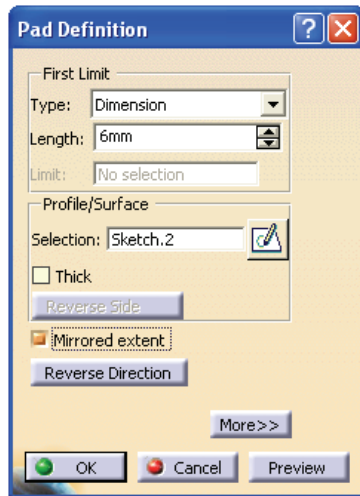 Pad Definition
First Limit
Type: Dimension
Length: 6mm
Limit: No selection
Profile/Surface
Selection: Sketch.2
Thick
Reverse Side
Mirrored extent
Reverse Direction
More>>
OK Cancel Preview